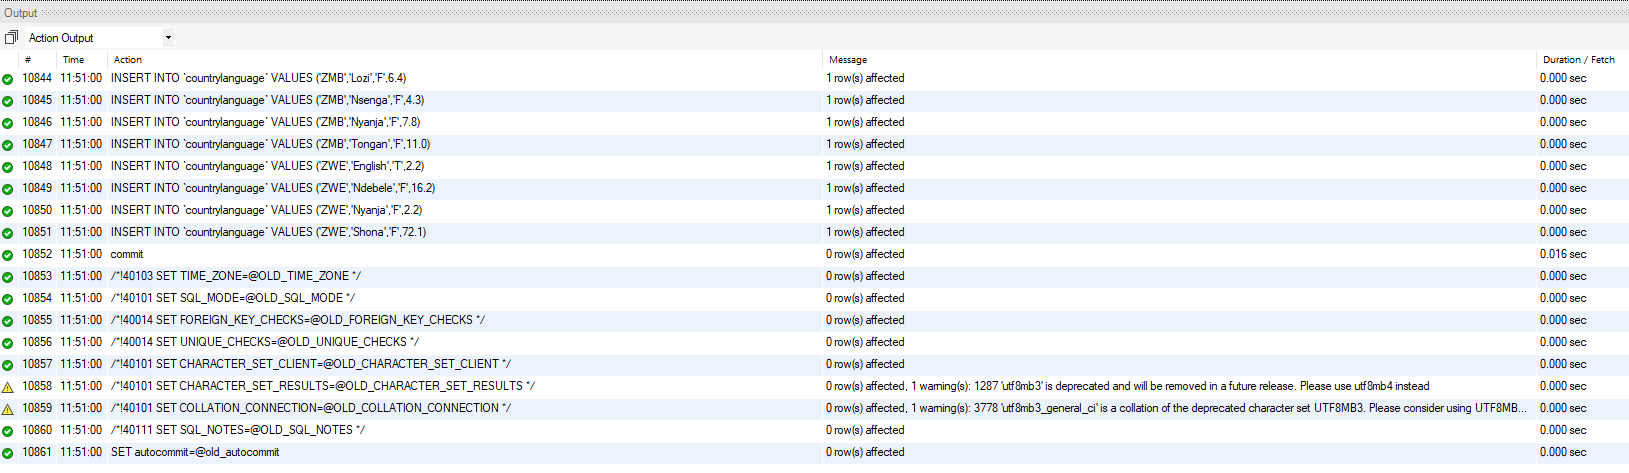 Output
Action Output
# Time Action Message Duration / Fetch
10844 11:51:00 INSERT INTO `countrylanguage` VALUES ('ZMB','Lozi','F',6.4) 1 row(s) affected 0.000 sec
10845 11:51:00 INSERT INTO `countrylanguage` VALUES ('ZMB','Nsenga','F',4.3) 1 row(s) affected 0.000 sec
10846 11:51:00 INSERT INTO `countrylanguage` VALUES ('ZMB','Nyanja','F',7.8) 1 row(s) affected 0.000 sec
10847 11:51:00 INSERT INTO `countrylanguage` VALUES ('ZMB','Tongan','F',11.0) 1 row(s) affected 0.000 sec
10848 11:51:00 INSERT INTO `countrylanguage` VALUES ('ZWE','English','T',2.2) 1 row(s) affected 0.000 sec
10849 11:51:00 INSERT INTO `countrylanguage` VALUES ('ZWE','Ndebele','F',16.2) 1 row(s) affected 0.000 sec
10850 11:51:00 INSERT INTO `countrylanguage` VALUES ('ZWE','Nyanja','F',2.2) 1 row(s) affected 0.000 sec
10851 11:51:00 INSERT INTO `countrylanguage` VALUES ('ZWE','Shona','F',72.1) 1 row(s) affected 0.000 sec
10852 11:51:00 commit 0 row(s) affected 0.016 sec
10853 11:51:00 /*!40103 SET TIME_ZONE=@OLD_TIME_ZONE */ 0 row(s) affected 0.000 sec
10854 11:51:00 /*!40101 SET SQL_MODE=@OLD_SQL_MODE */ 0 row(s) affected 0.000 sec
10855 11:51:00 /*!40014 SET FOREIGN_KEY_CHECKS=@OLD_FOREIGN_KEY_CHECKS */ 0 row(s) affected 0.000 sec
10856 11:51:00 /*!40014 SET UNIQUE_CHECKS=@OLD_UNIQUE_CHECKS */ 0 row(s) affected 0.000 sec
10857 11:51:00 /*!40101 SET CHARACTER_SET_CLIENT=@OLD_CHARACTER_SET_CLIENT */ 0 row(s) affected 0.000 sec
10858 11:51:00 /*!40101 SET CHARACTER_SET_RESULTS=@OLD_CHARACTER_SET_RESULTS */ 0 row(s) affected, 1 warning(s): 1287 'utf8mb3' is deprecated and will be removed in a future release. Please use utf8mb4 instead 0.000 sec
10859 11:51:00 /*!40101 SET COLLATION_CONNECTION=@OLD_COLLATION_CONNECTION */ 0 row(s) affected, 1 warning(s): 3778 'utf8mb3_general_ci' is a collation of the deprecated character set UTF8MB3. Please consider using UTF8MB... 0.000 sec
10860 11:51:00 /*!40111 SET SQL_NOTES=@OLD_SQL_NOTES */ 0 row(s) affected 0.000 sec
10861 11:51:00 SET autocommit=@old_autocommit 0 row(s) affected 0.000 sec